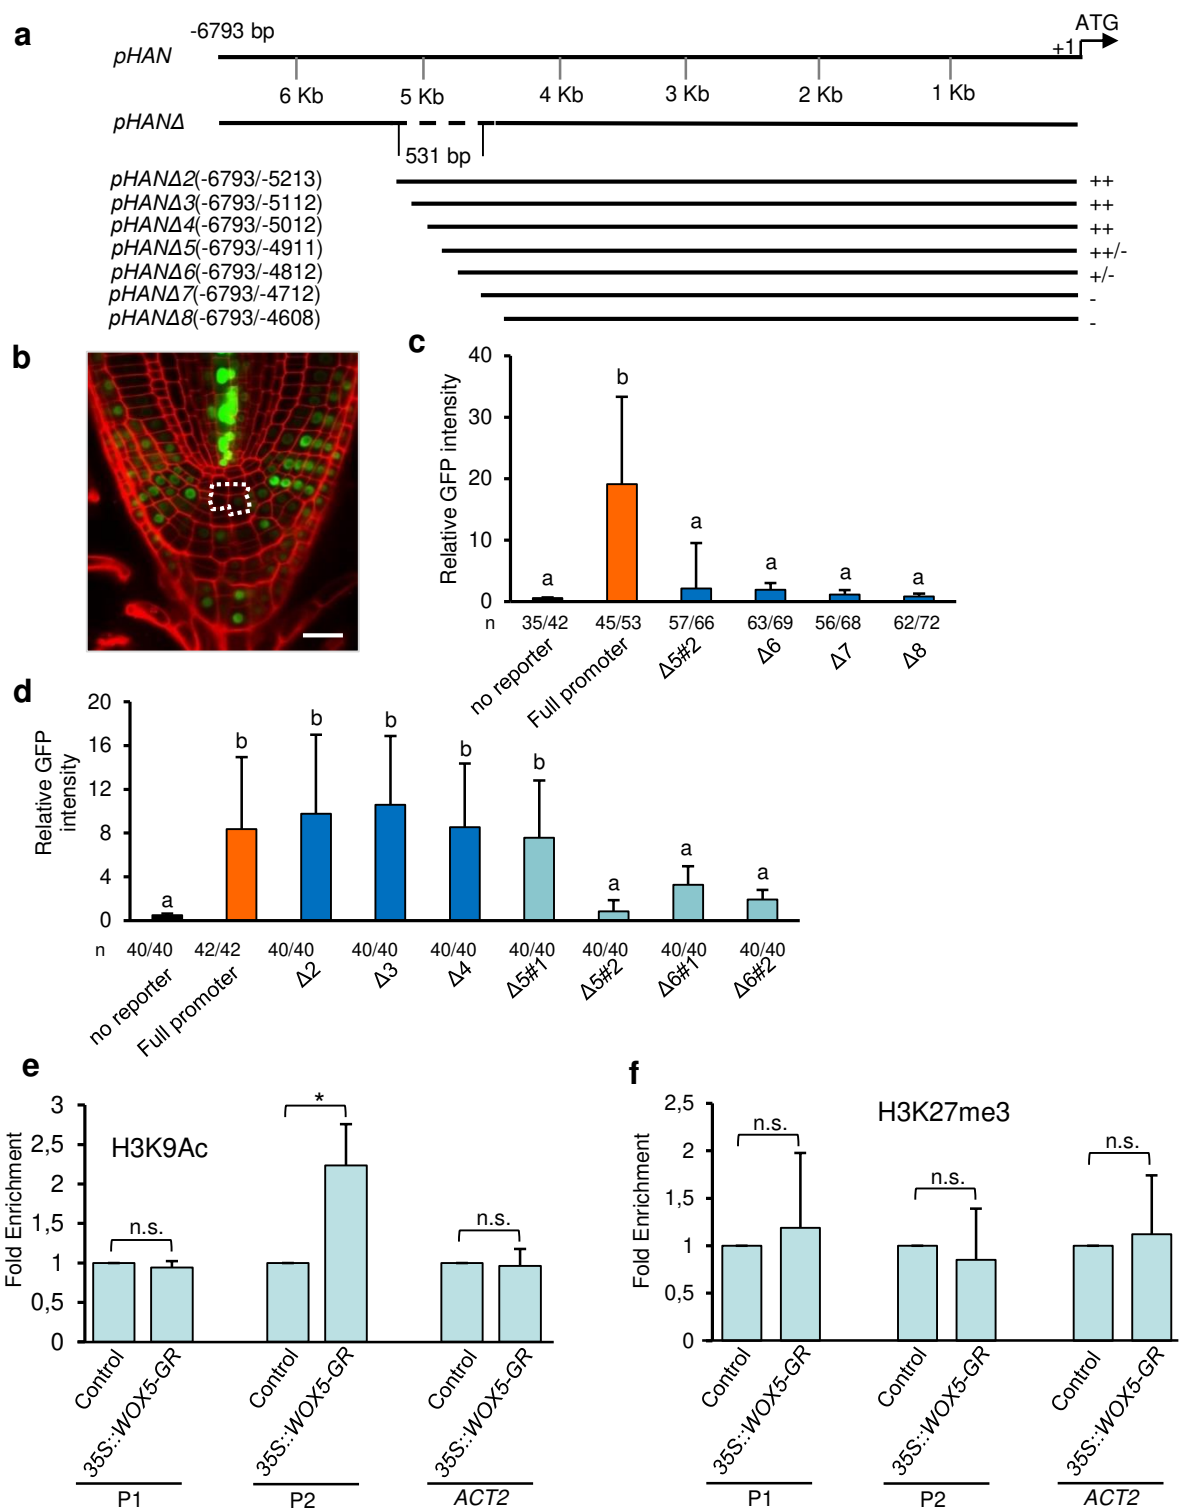 a
-6793 bp
ATG
pHAN
+1
6 Kb 5 Kb 4 Kb 3 Kb 2 Kb 1 Kb
pHANΔ
531 bp
pHANΔ2(-6793/-5213) ++
pHANΔ3(-6793/-5112) ++
pHANΔ4(-6793/-5012) ++
pHANΔ5(-6793/-4911) ++/-
pHANΔ6(-6793/-4812) +/-
pHANΔ7(-6793/-4712) -
pHANΔ8(-6793/-4608) -
b
c
Relative GFP intensity
40
30
20
10
0
a b a a a a
n 35/42 45/53 57/66 63/69 56/68 62/72
no reporter Full promoter Δ5#2 Δ6 Δ7 Δ8
d
Relative GFP
intensity
20
16
12
8
4
0
a b b b b b a a a
n 40/40 42/42 40/40 40/40 40/40 40/40 40/40 40/40 40/40
no reporter Full promoter Δ2 Δ3 Δ4 Δ5#1 Δ5#2 Δ6#1 Δ6#2
e
H3K9Ac
Fold Enrichment
3
2,5
2
1,5
1
0,5
0
n.s. * n.s.
Control 35S::WOX5-GR Control 35S::WOX5-GR Control 35S::WOX5-GR
P1 P2 ACT2
f
H3K27me3
Fold Enrichment
2,5
2
1,5
1
0,5
0
n.s. n.s. n.s.
Control 35S::WOX5-GR Control 35S::WOX5-GR Control 35S::WOX5-GR
P1 P2 ACT2